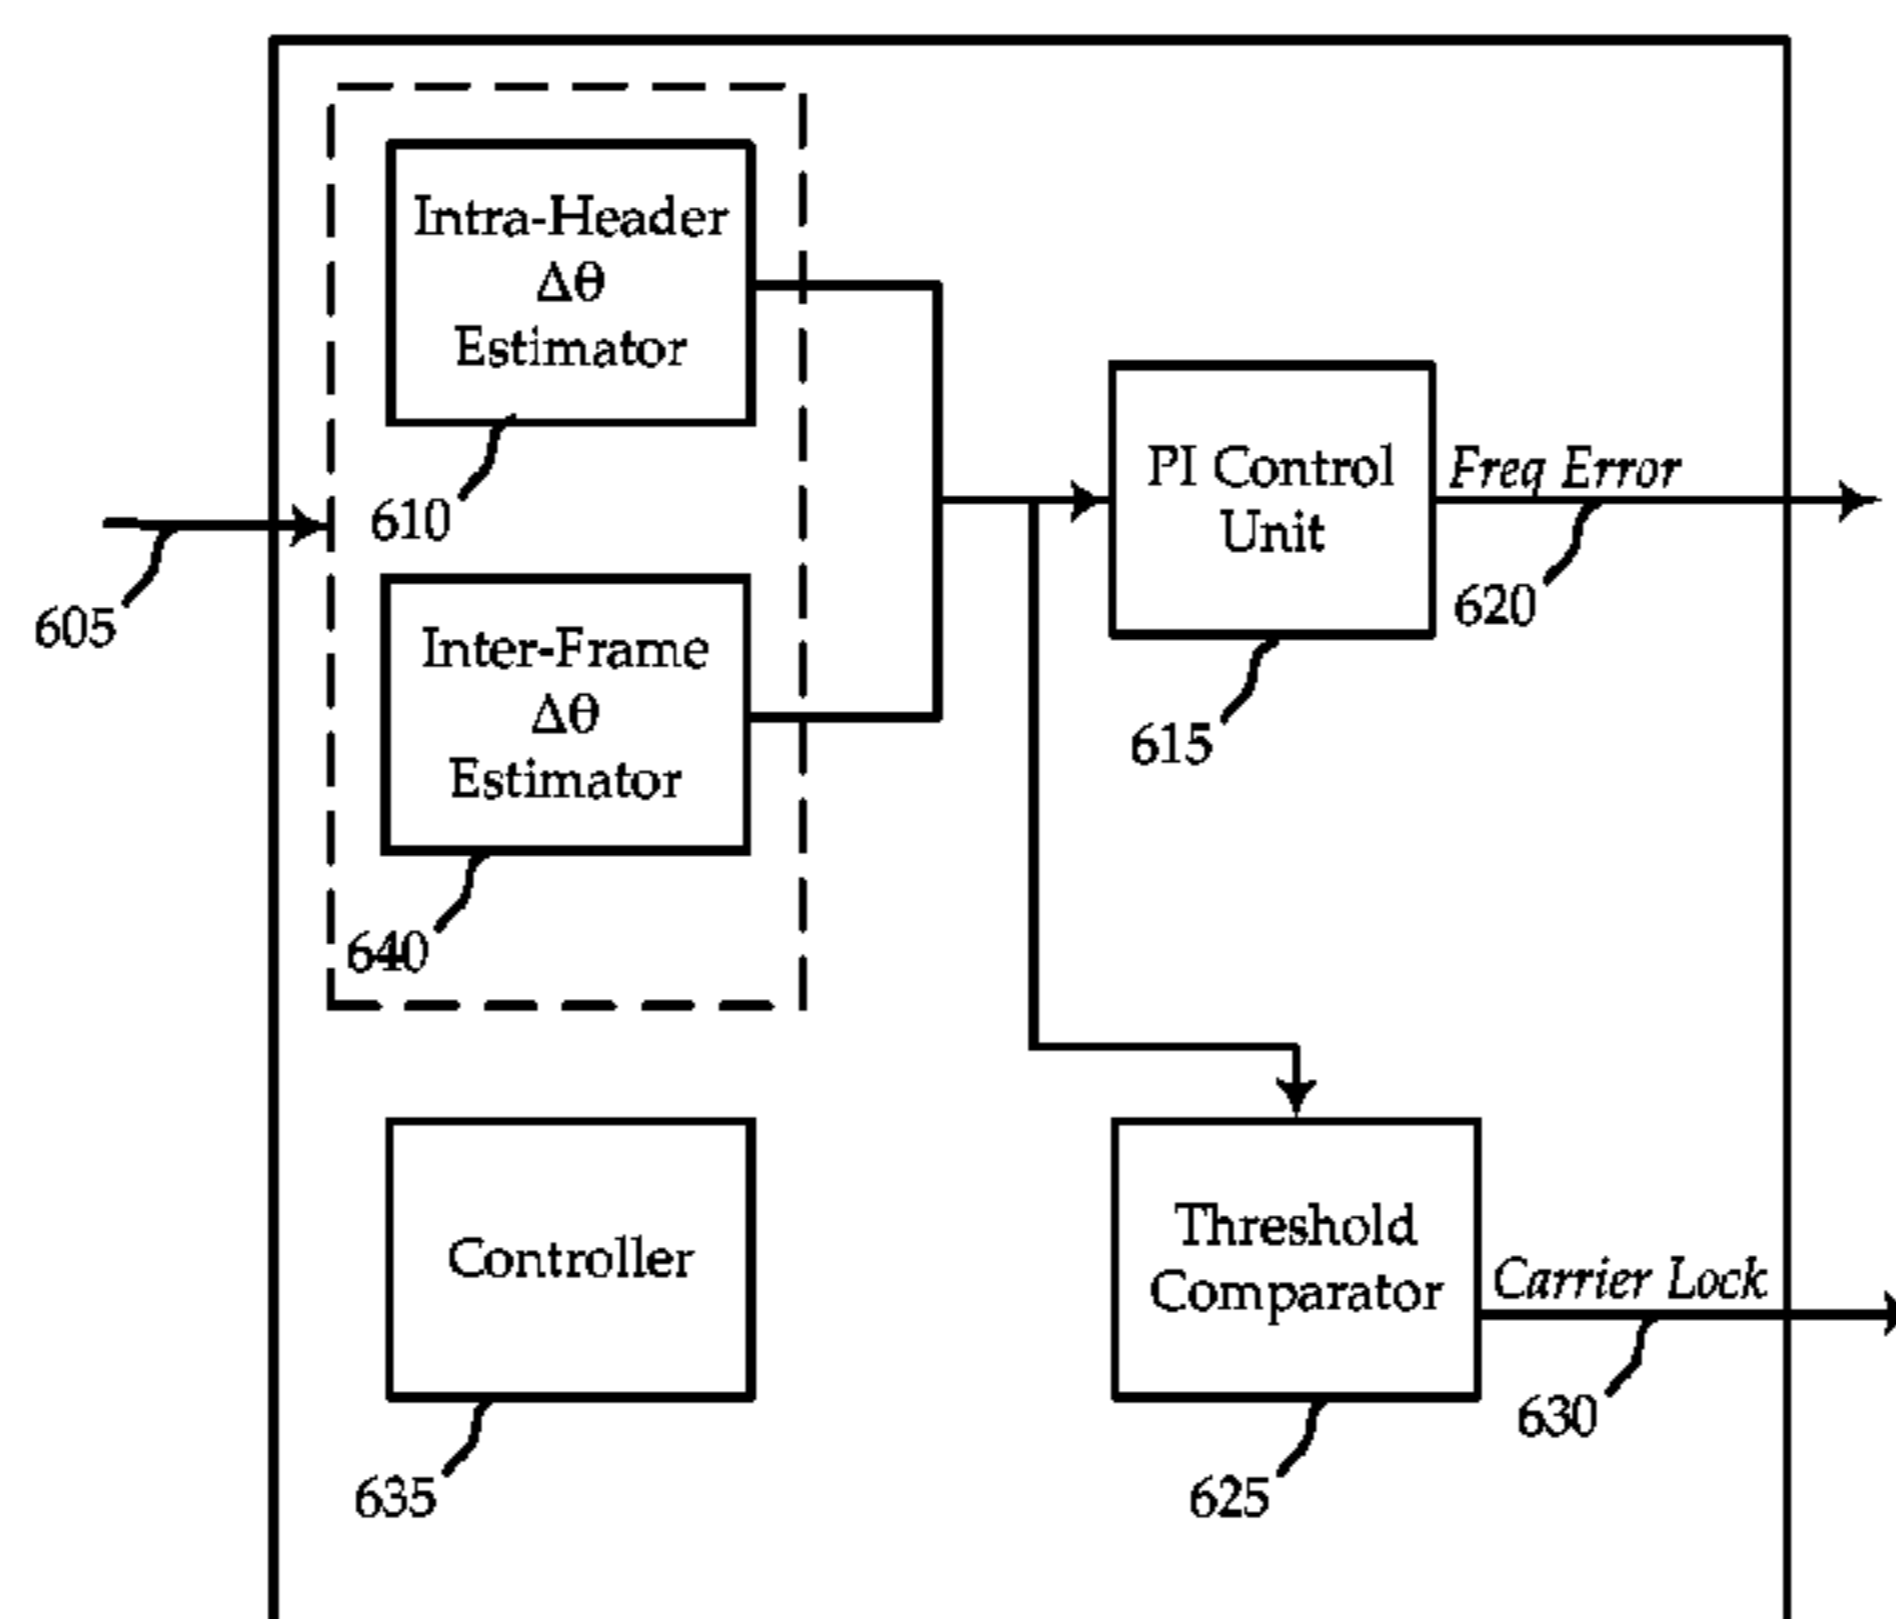 Intra-Header
Δθ
Estimator
610
605
Inter-Frame
Δθ
Estimator
640
PI Control
Unit
615
Freq Error
620
Controller
635
Threshold
Comparator
625
Carrier Lock
630